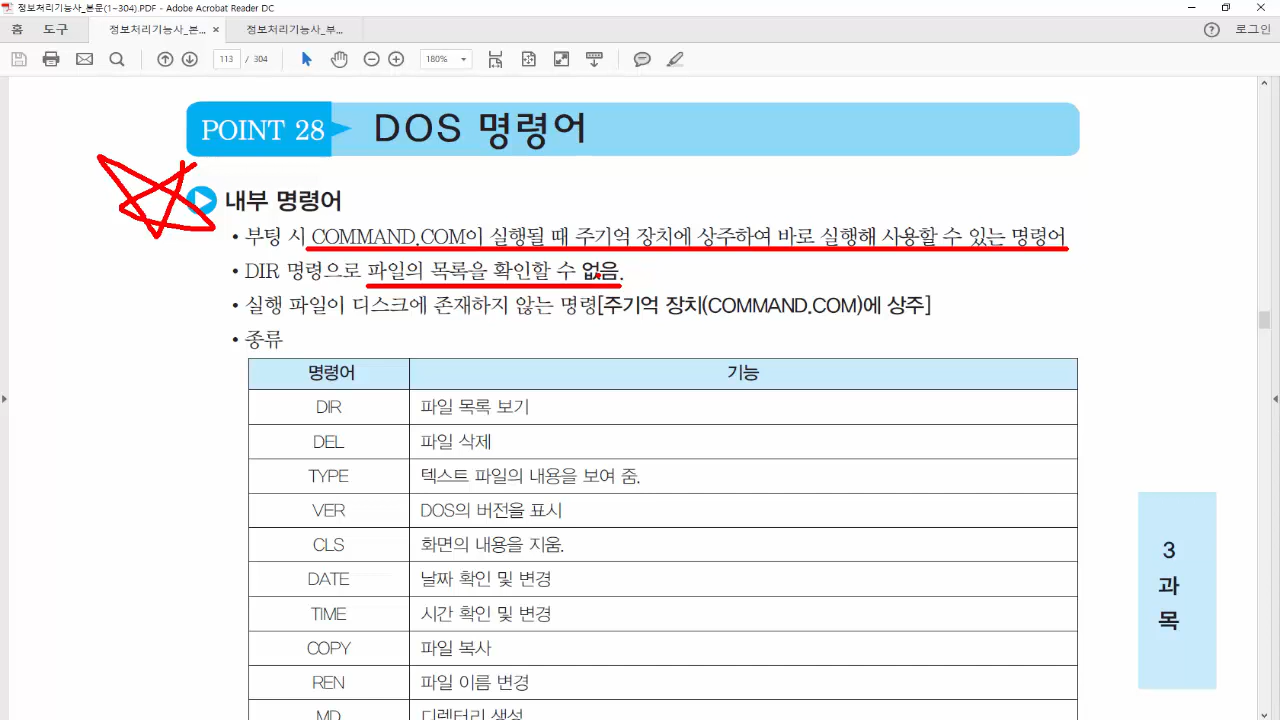 정보처리기능사_본문(1~304).PDF - Adobe Acrobat Reader DC
홈 도구 정보처리기능사_본... × 정보처리기능사_부... 로그인
113 / 304 180%
POINT 28 DOS 명령어
내부 명령어
• 부팅 시 COMMAND.COM이 실행될 때 주기억 장치에 상주하여 바로 실행해 사용할 수 있는 명령어
• DIR 명령으로 파일의 목록을 확인할 수 없음.
• 실행 파일이 디스크에 존재하지 않는 명령[주기억 장치(COMMAND.COM)에 상주]
• 종류
명령어 기능
DIR 파일 목록 보기
DEL 파일 삭제
TYPE 텍스트 파일의 내용을 보여 줌.
VER DOS의 버전을 표시
CLS 화면의 내용을 지움.
DATE 날짜 확인 및 변경
TIME 시간 확인 및 변경
COPY 파일 복사
REN 파일 이름 변경
MD 디렉터리 생성
3
과
목